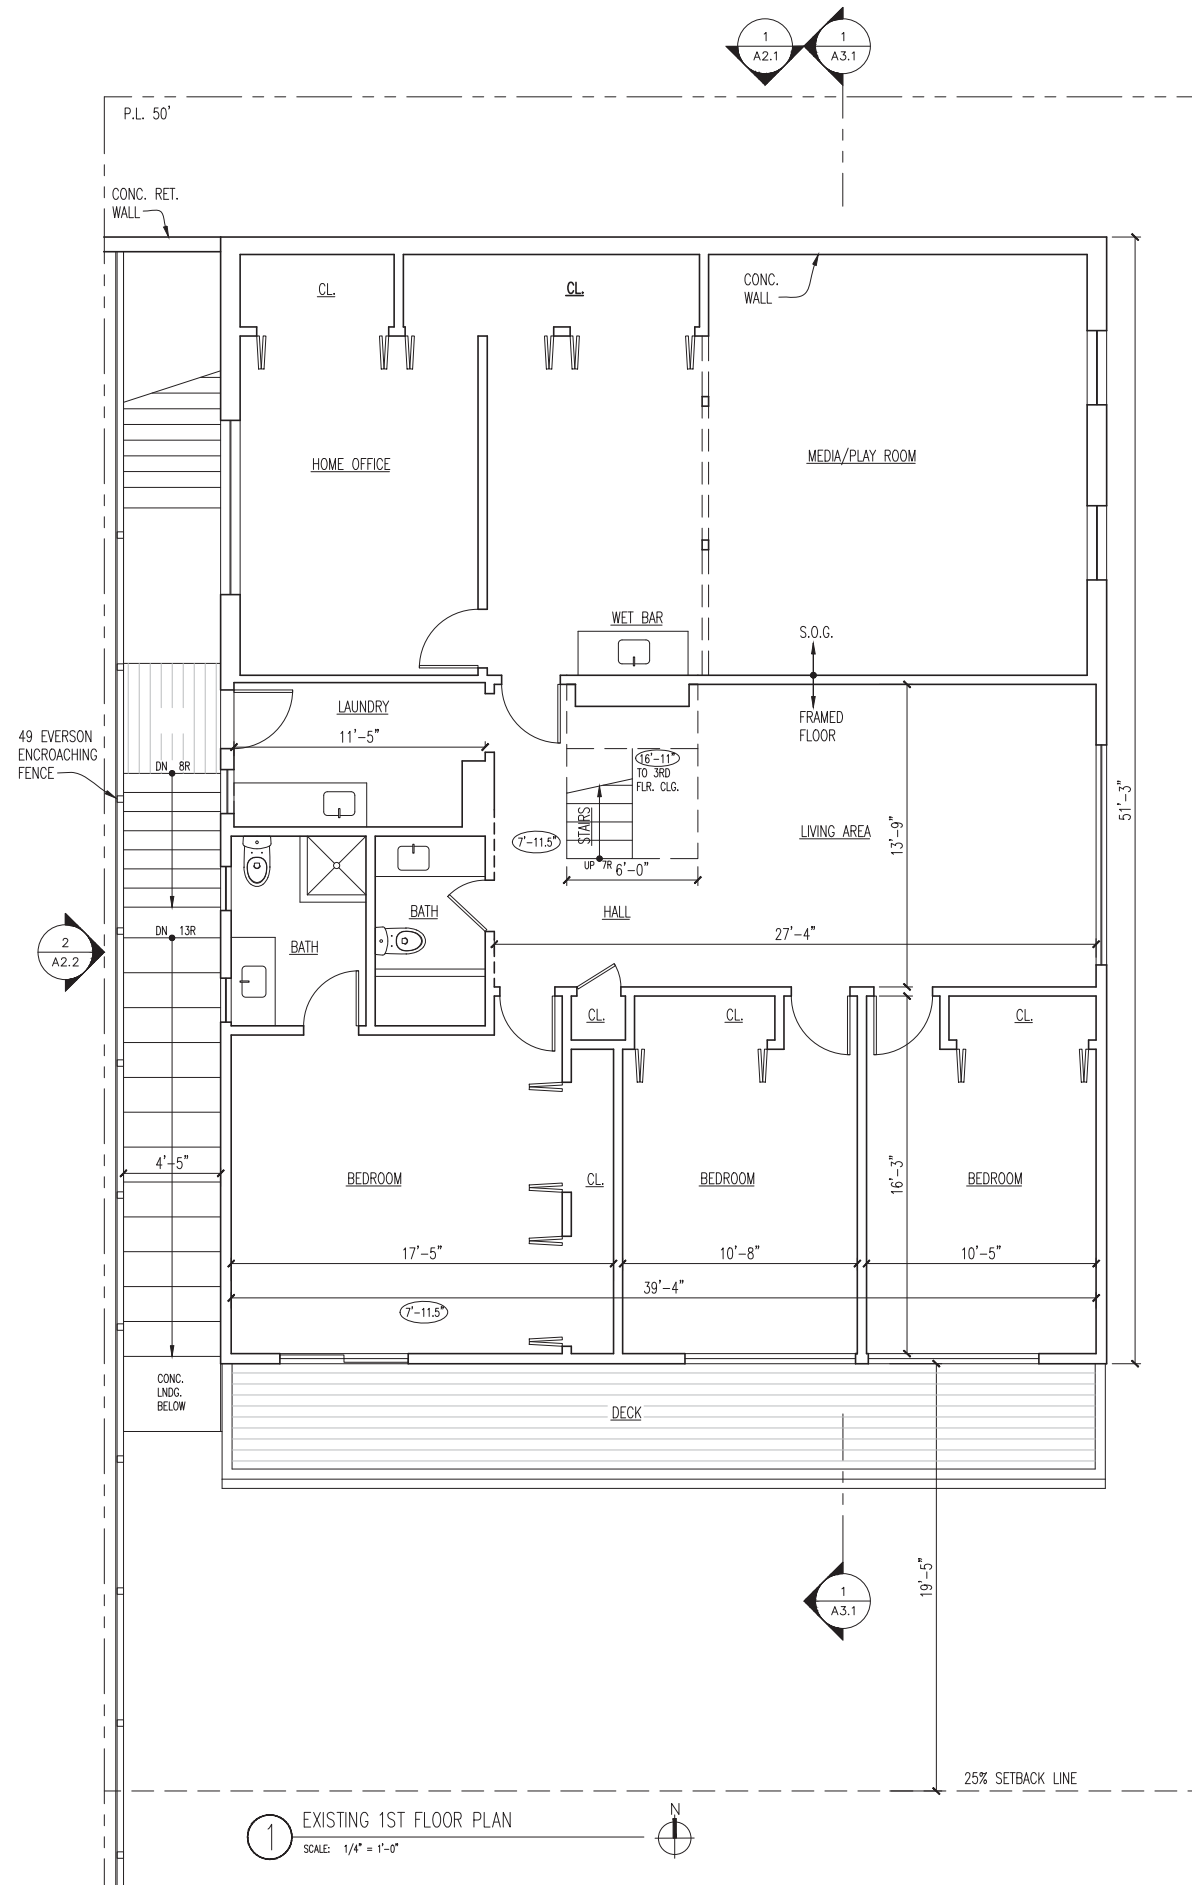 1
A2.1
1
A3.1
P.L. 50'
CONC. RET.
WALL
CL.
CL.
CONC.
WALL
HOME OFFICE
MEDIA/PLAY ROOM
WET BAR
S.O.G.
LAUNDRY
11'-5"
FRAMED
FLOOR
49 EVERSON
ENCROACHING
FENCE
DN 8R
16'-11"
TO 3RD
FLR. CLG.
STAIRS
7'-11.5"
UP 7R
6'-0"
LIVING AREA
13'-9"
51'-3"
BATH
HALL
DN 13R
BATH
27'-4"
2
A2.2
CL.
CL.
CL.
4'-5"
BEDROOM
CL.
BEDROOM
16'-3"
BEDROOM
17'-5"
10'-8"
10'-5"
39'-4"
7'-11.5"
CONC.
LNDG.
BELOW
DECK
19'-5"
1
A3.1
25% SETBACK LINE
1
EXISTING 1ST FLOOR PLAN
SCALE: 1/4" = 1'-0"
N